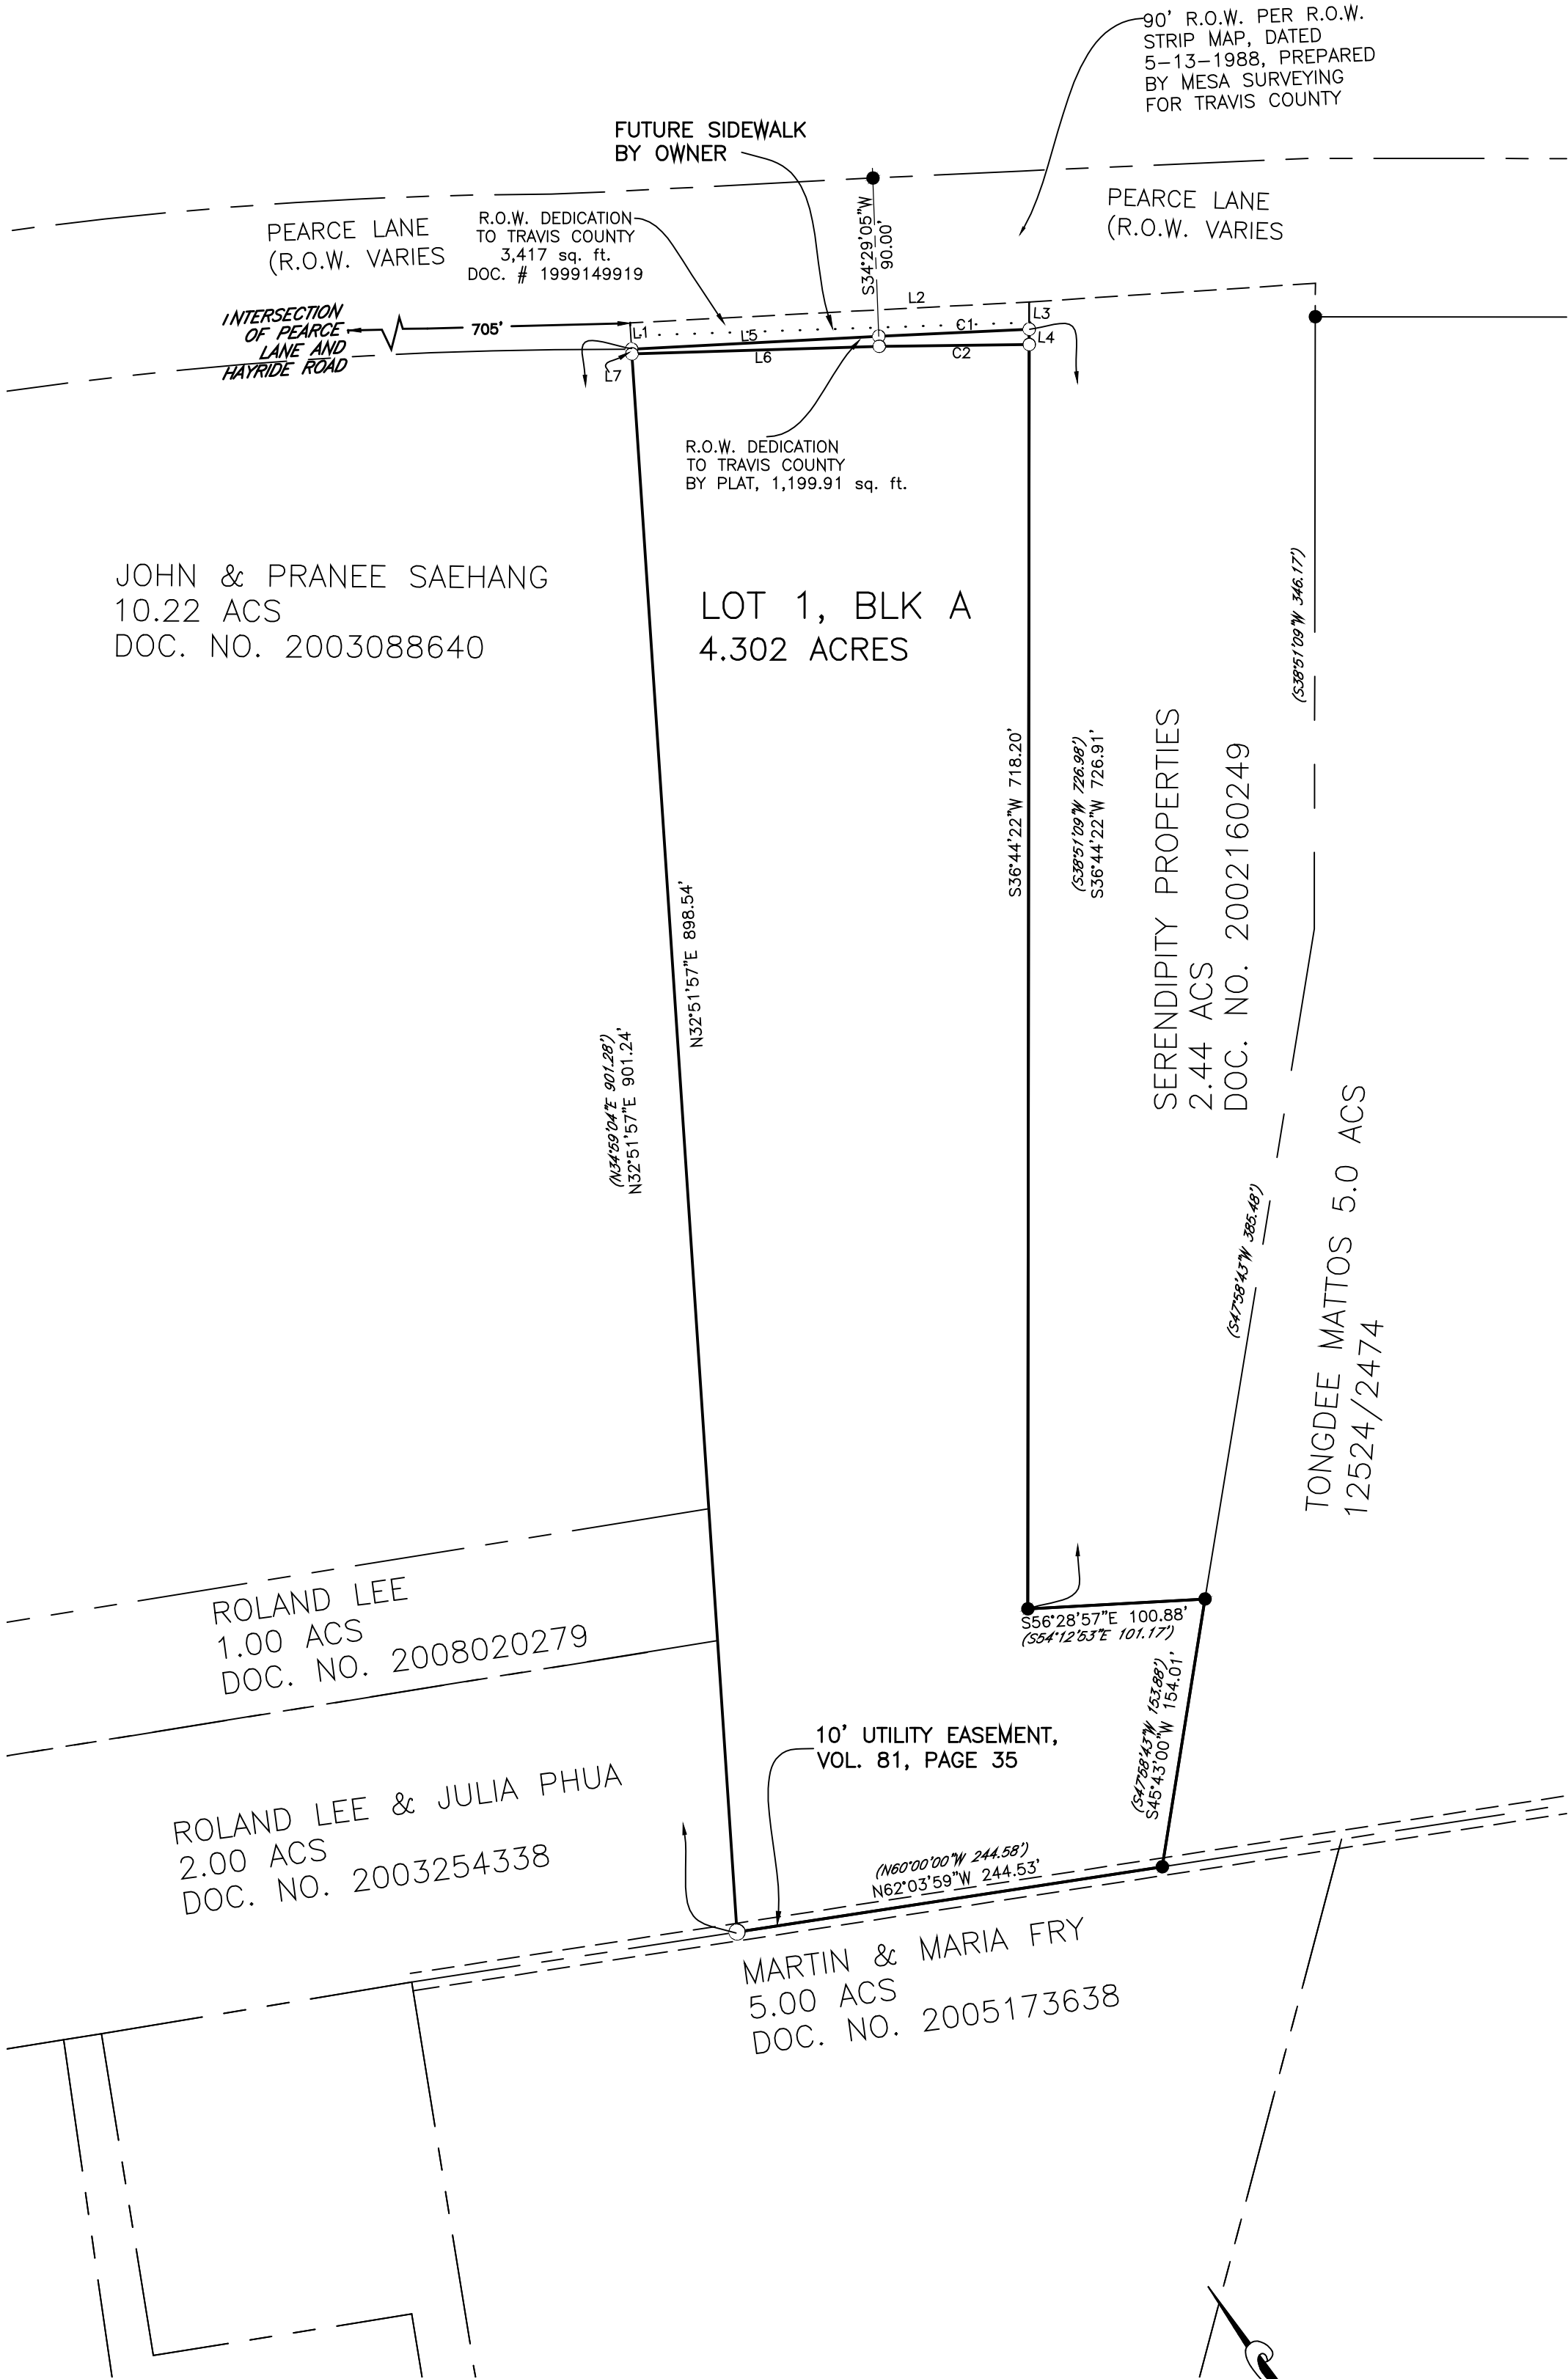 90' R.O.W. PER R.O.W.
STRIP MAP, DATED
5-13-1988, PREPARED
BY MESA SURVEYING
FOR TRAVIS COUNTY
FUTURE SIDEWALK
BY OWNER
PEARCE LANE
(R.O.W. VARIES
R.O.W. DEDICATION
TO TRAVIS COUNTY
3,417 sq. ft.
DOC. # 1999149919
S34°29'05"W
90.00'
PEARCE LANE
(R.O.W. VARIES
INTERSECTION
OF PEARCE
LANE AND
HAYRIDE ROAD
705'
L1
L2
L3
L4
L5
L6
L7
C1
C2
R.O.W. DEDICATION
TO TRAVIS COUNTY
BY PLAT, 1,199.91 sq. ft.
JOHN & PRANEE SAEHANG
10.22 ACS
DOC. NO. 2003088640
LOT 1, BLK A
4.302 ACRES
(S38°51'09"W 346.17')
S36°44'22"W 718.20'
(S38°51'09"W 726.98')
S36°44'22"W 726.91'
SERENDIPITY PROPERTIES
2.44 ACS
DOC. NO. 2002160249
N32°51'57"E 898.54'
(N34°59'04"E 901.28')
N32°51'57"E 901.24'
(S47°58'43"W 385.48')
TONGDEE MATTOS 5.0 ACS
12524/2474
ROLAND LEE
1.00 ACS
DOC. NO. 2008020279
S56°28'57"E 100.88'
(S54°12'53"E 101.17')
(S47°58'43"W 153.88')
S45°43'00"W 154.01'
10' UTILITY EASEMENT,
VOL. 81, PAGE 35
ROLAND LEE & JULIA PHUA
2.00 ACS
DOC. NO. 2003254338
(N60°00'00"W 244.58')
N62°03'59"W 244.53'
MARTIN & MARIA FRY
5.00 ACS
DOC. NO. 2005173638